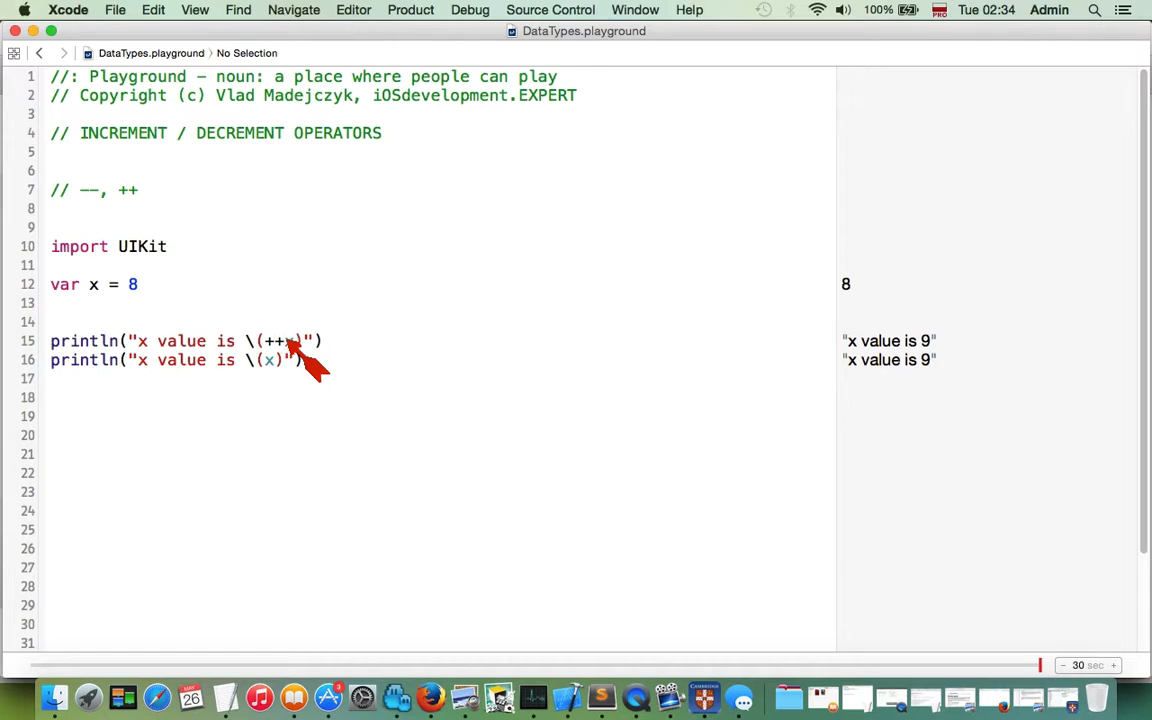 Xcode File Edit View Find Navigate Editor Product Debug Source Control Window Help 100% PRO Tue 02:34 Admin
DataTypes.playground
DataTypes.playground No Selection
1 //: Playground - noun: a place where people can play
2 // Copyright (c) Vlad Madejczyk, iOSdevelopment.EXPERT
3
4 // INCREMENT / DECREMENT OPERATORS
5
6
7 // --, ++
8
9
10 import UIKit
11
12 var x = 8 8
13
14
15 println("x value is \(++x)") "x value is 9"
16 println("x value is \(x)") "x value is 9"
17
18
19
20
21
22
23
24
25
26
27
28
29
30
31
- 30 sec +
MAY 26 3